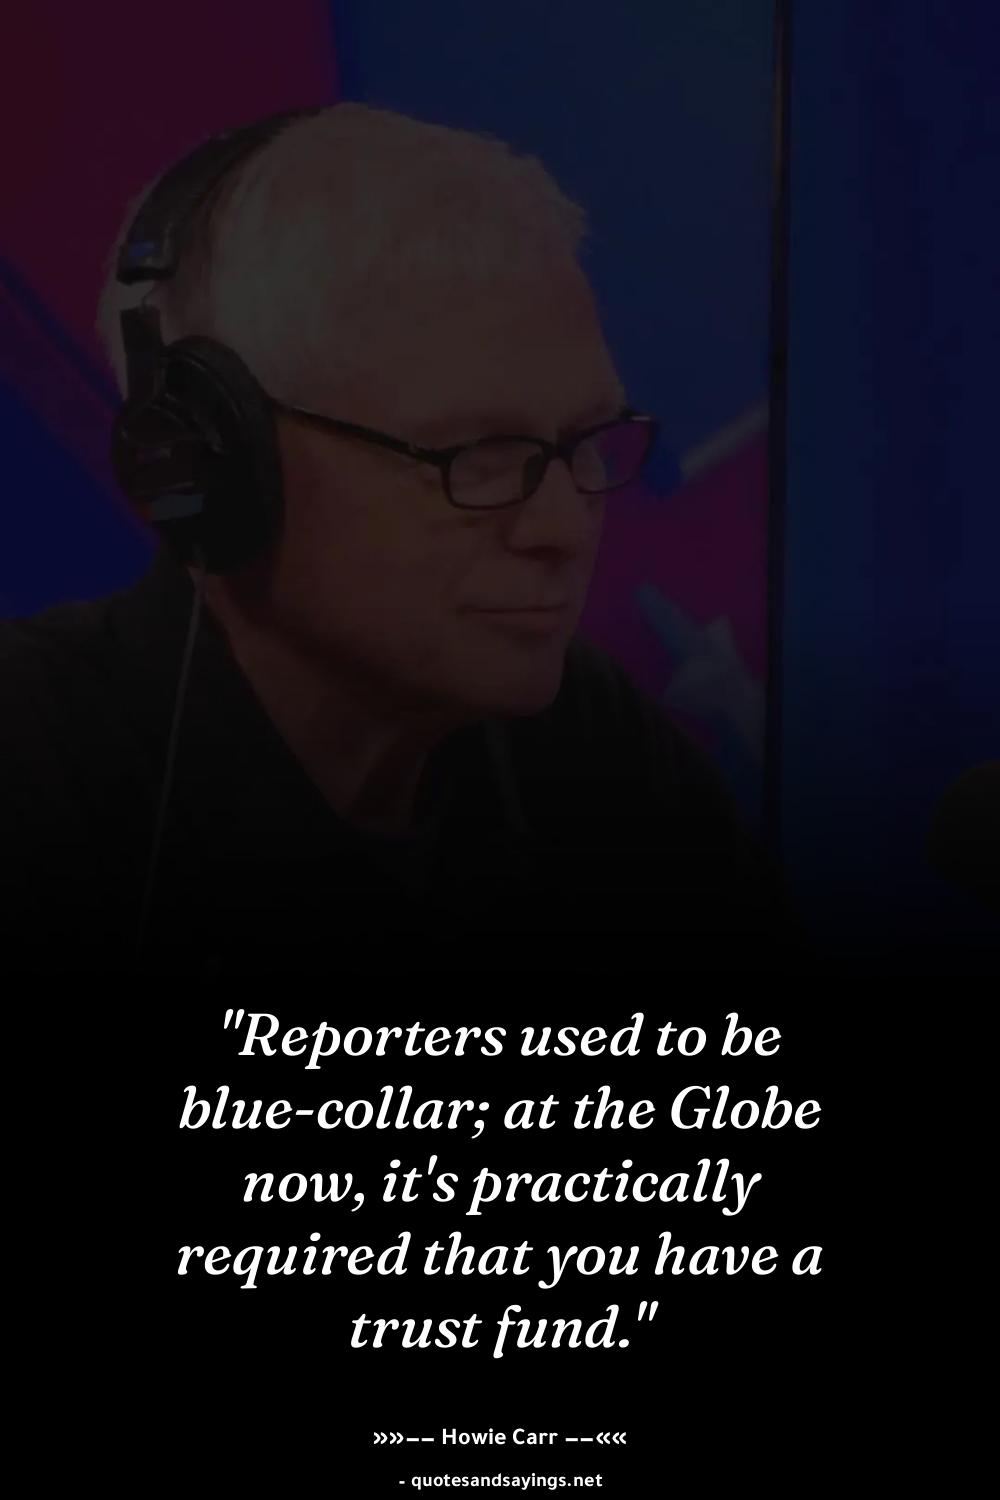 "Reporters used to be
blue-collar; at the Globe
now, it's practically
required that you have a
trust fund."
»»–– Howie Carr ––««
- quotesandsayings.net